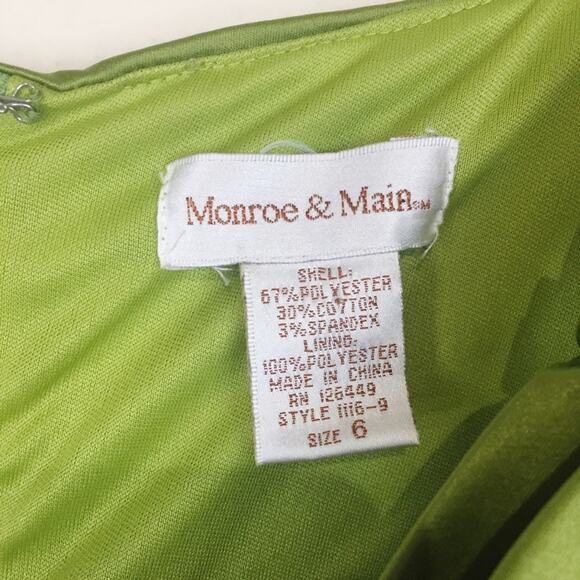 Monroe & Main SM
SHELL:
67%POLYESTER
30%COTTON
3%SPANDEX
LINING:
100%POLYESTER
MADE IN CHINA
RN 126449
STYLE 1116-9
SIZE 6